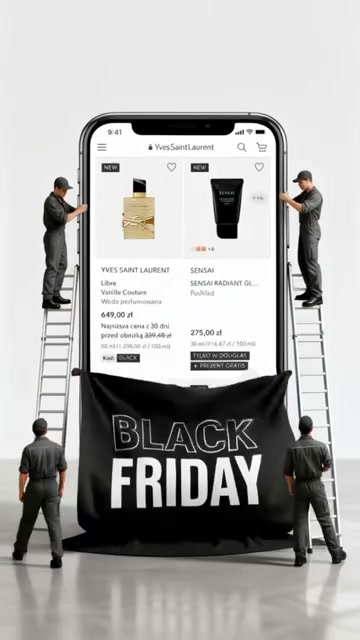 9:41
YvesSaintLaurent
NEW
NEW
+6
YVES SAINT LAURENT
Libre
Vanille Couture
Woda perfumowana
649,00 zł
Najniższa cena z 30 dni
przed obniżką
Kod: BLACK
SENSAI
SENSAI RADIANT GL...
Podkład
275,00 zł
TYLKO W DOUGLAS
+ PREZENT GRATIS
BLACK
FRIDAY